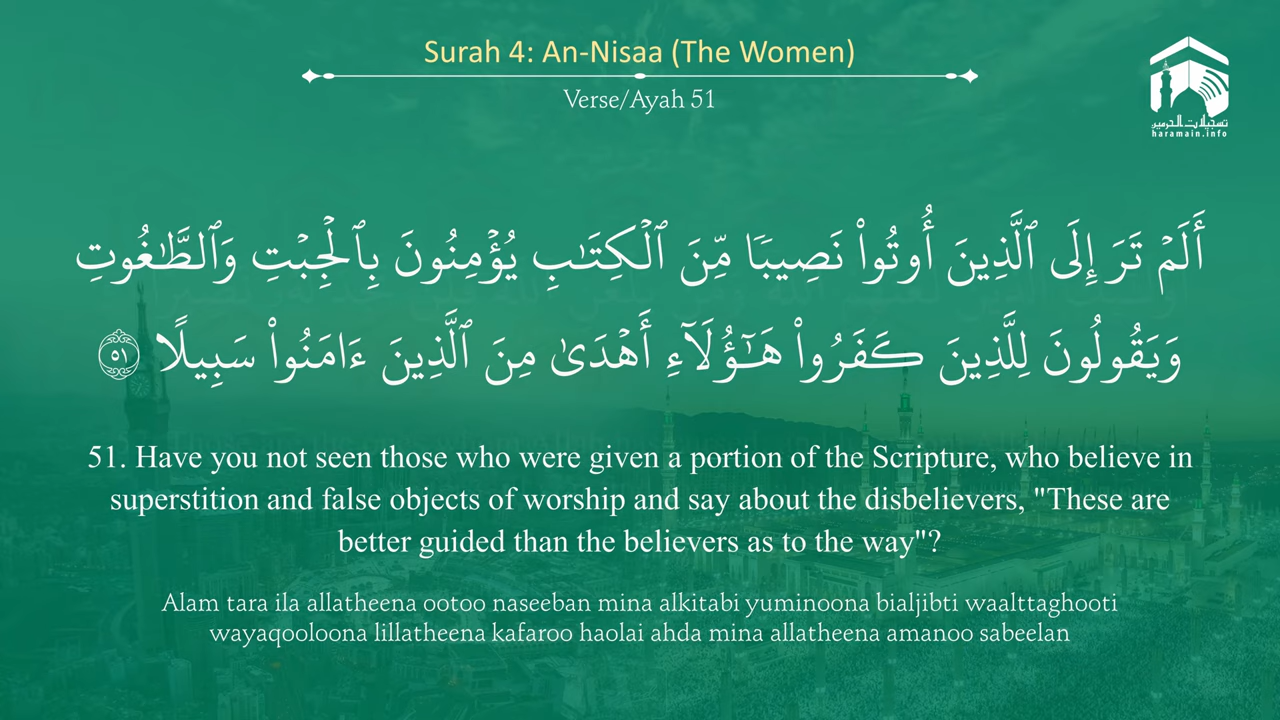 Surah 4: An-Nisaa (The Women)
Verse/Ayah 51
تسجيلات الحرمين
haramain.info
أَلَمْ تَرَ إِلَى ٱلَّذِينَ أُوتُوا۟ نَصِيبًا مِّنَ ٱلْكِتَـٰبِ يُؤْمِنُونَ بِٱلْجِبْتِ وَٱلطَّـٰغُوتِ
وَيَقُولُونَ لِلَّذِينَ كَفَرُوا۟ هَـٰٓؤُلَآءِ أَهْدَىٰ مِنَ ٱلَّذِينَ ءَامَنُوا۟ سَبِيلًا ٥١
51. Have you not seen those who were given a portion of the Scripture, who believe in
superstition and false objects of worship and say about the disbelievers, "These are
better guided than the believers as to the way"?
Alam tara ila allatheena ootoo naseeban mina alkitabi yuminoona bialjibti waalttaghooti
wayaqooloona lillatheena kafaroo haolai ahda mina allatheena amanoo sabeelan